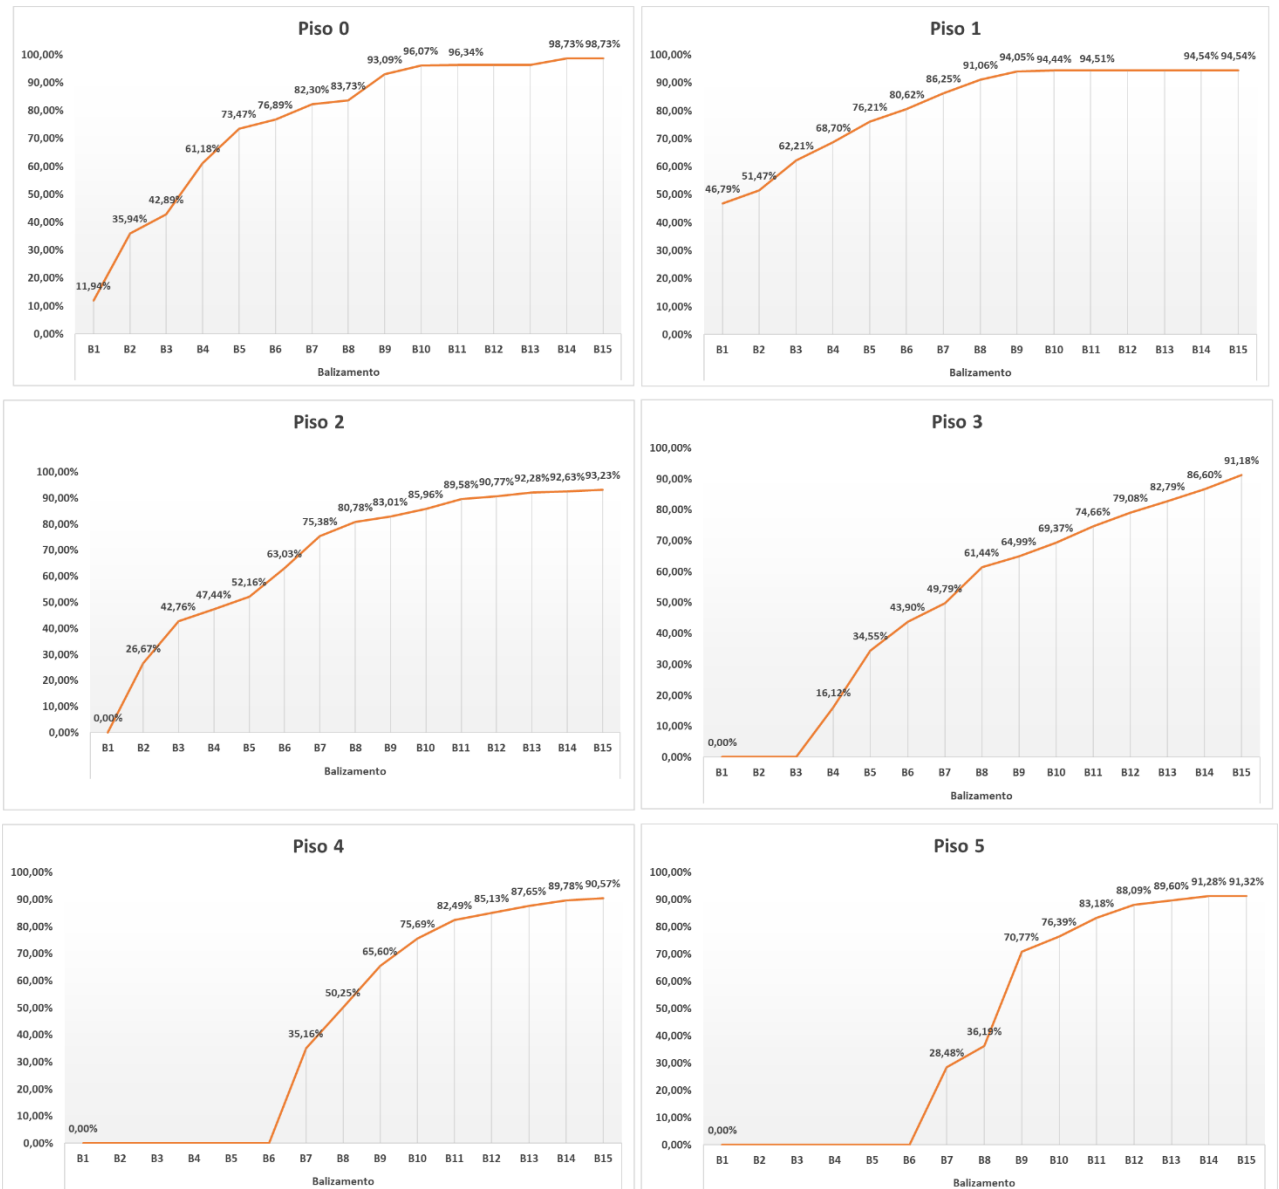 Piso 0
100,00%
90,00%
80,00%
70,00%
60,00%
50,00%
40,00%
30,00%
20,00%
10,00%
0,00%
11,94% 35,94% 42,89% 61,18% 73,47% 76,89% 82,30% 83,73% 93,09% 96,07% 96,34% 98,73% 98,73%
B1 B2 B3 B4 B5 B6 B7 B8 B9 B10 B11 B12 B13 B14 B15
Balizamento
Piso 1
100,00%
90,00%
80,00%
70,00%
60,00%
50,00%
40,00%
30,00%
20,00%
10,00%
0,00%
46,79% 51,47% 62,21% 68,70% 76,21% 80,62% 86,25% 91,06% 94,05% 94,44% 94,51% 94,54% 94,54%
B1 B2 B3 B4 B5 B6 B7 B8 B9 B10 B11 B12 B13 B14 B15
Balizamento
Piso 2
100,00%
90,00%
80,00%
70,00%
60,00%
50,00%
40,00%
30,00%
20,00%
10,00%
0,00%
0,00% 26,67% 42,76% 47,44% 52,16% 63,03% 75,38% 80,78% 83,01% 85,96% 89,58% 90,77% 92,28% 92,63% 93,23%
B1 B2 B3 B4 B5 B6 B7 B8 B9 B10 B11 B12 B13 B14 B15
Balizamento
Piso 3
100,00%
90,00%
80,00%
70,00%
60,00%
50,00%
40,00%
30,00%
20,00%
10,00%
0,00%
0,00% 16,12% 34,55% 43,90% 49,79% 61,44% 64,99% 69,37% 74,66% 79,08% 82,79% 86,60% 91,18%
B1 B2 B3 B4 B5 B6 B7 B8 B9 B10 B11 B12 B13 B14 B15
Balizamento
Piso 4
100,00%
90,00%
80,00%
70,00%
60,00%
50,00%
40,00%
30,00%
20,00%
10,00%
0,00%
0,00% 35,16% 50,25% 65,60% 75,69% 82,49% 85,13% 87,65% 89,78% 90,57%
B1 B2 B3 B4 B5 B6 B7 B8 B9 B10 B11 B12 B13 B14 B15
Balizamento
Piso 5
100,00%
90,00%
80,00%
70,00%
60,00%
50,00%
40,00%
30,00%
20,00%
10,00%
0,00%
0,00% 28,48% 36,19% 70,77% 76,39% 83,18% 88,09% 89,60% 91,28% 91,32%
B1 B2 B3 B4 B5 B6 B7 B8 B9 B10 B11 B12 B13 B14 B15
Balizamento